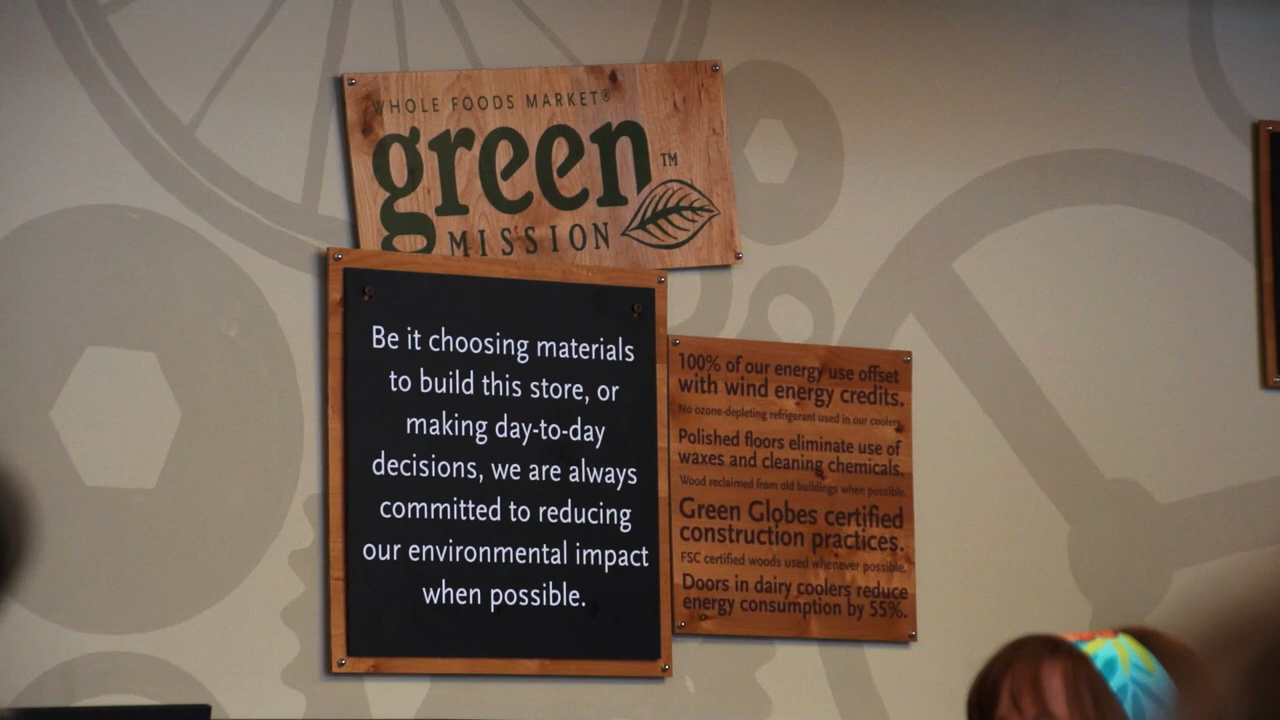 WHOLE FOODS MARKET®
green™
MISSION
Be it choosing materials
to build this store, or
making day-to-day
decisions, we are always
committed to reducing
our environmental impact
when possible.
100% of our energy use offset
with wind energy credits.
No ozone-depleting refrigerant used in our coolers.
Polished floors eliminate use of
waxes and cleaning chemicals.
Wood reclaimed from old buildings when possible.
Green Globes certified
construction practices.
FSC certified woods used whenever possible.
Doors in dairy coolers reduce
energy consumption by 55%.